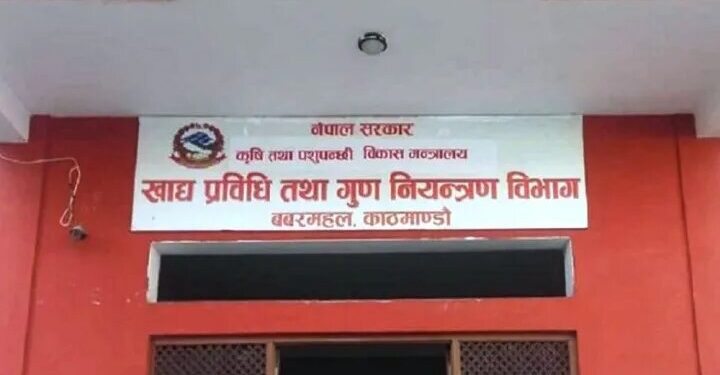 नेपाल सरकार
कृषि तथा पशुपन्छी विकास मन्त्रालय
खाद्य प्रविधि तथा गुण नियन्त्रण विभाग
बबरमहल, काठमाण्डौ